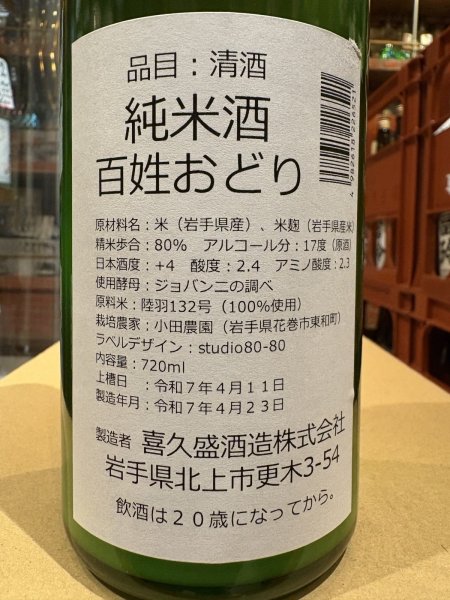 品目：清酒
純米酒
百姓おどり
原材料名：米（岩手県産）、米麹（岩手県産米）
精米歩合：80%　アルコール分：17度（原酒）
日本酒度：+4　酸度：2.4　アミノ酸度：2.3
使用酵母：ジョバンニの調べ
原料米：陸羽132号（100%使用）
栽培農家：小田農園（岩手県花巻市東和町）
ラベルデザイン：studio80-80
内容量：720ml
上槽日　：令和７年４月１１日
製造年月：令和７年４月２３日
製造者　喜久盛酒造株式会社
岩手県北上市更木3-54
飲酒は２０歳になってから。